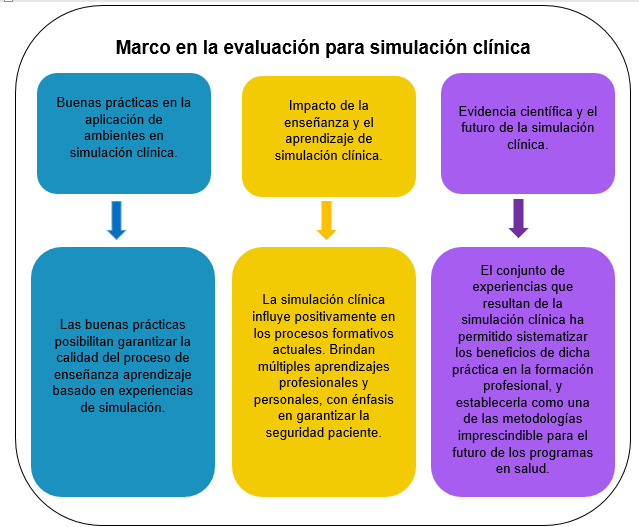 Marco en la evaluación para simulación clínica
Buenas prácticas en la
aplicación de
ambientes en
simulación clínica.
Impacto de la
enseñanza y el
aprendizaje de
simulación clínica.
Evidencia científica y el
futuro de la simulación
clínica.
Las buenas prácticas
posibilitan garantizar la
calidad del proceso de
enseñanza aprendizaje
basado en experiencias
de simulación.
La simulación clínica
influye positivamente en
los procesos formativos
actuales. Brindan
múltiples aprendizajes
profesionales y
personales, con énfasis
en garantizar la
seguridad paciente.
El conjunto de
experiencias que
resultan de la
simulación clínica ha
permitido sistematizar
los beneficios de dicha
práctica en la formación
profesional, y
establecerla como una
de las metodologías
imprescindible para el
futuro de los programas
en salud.